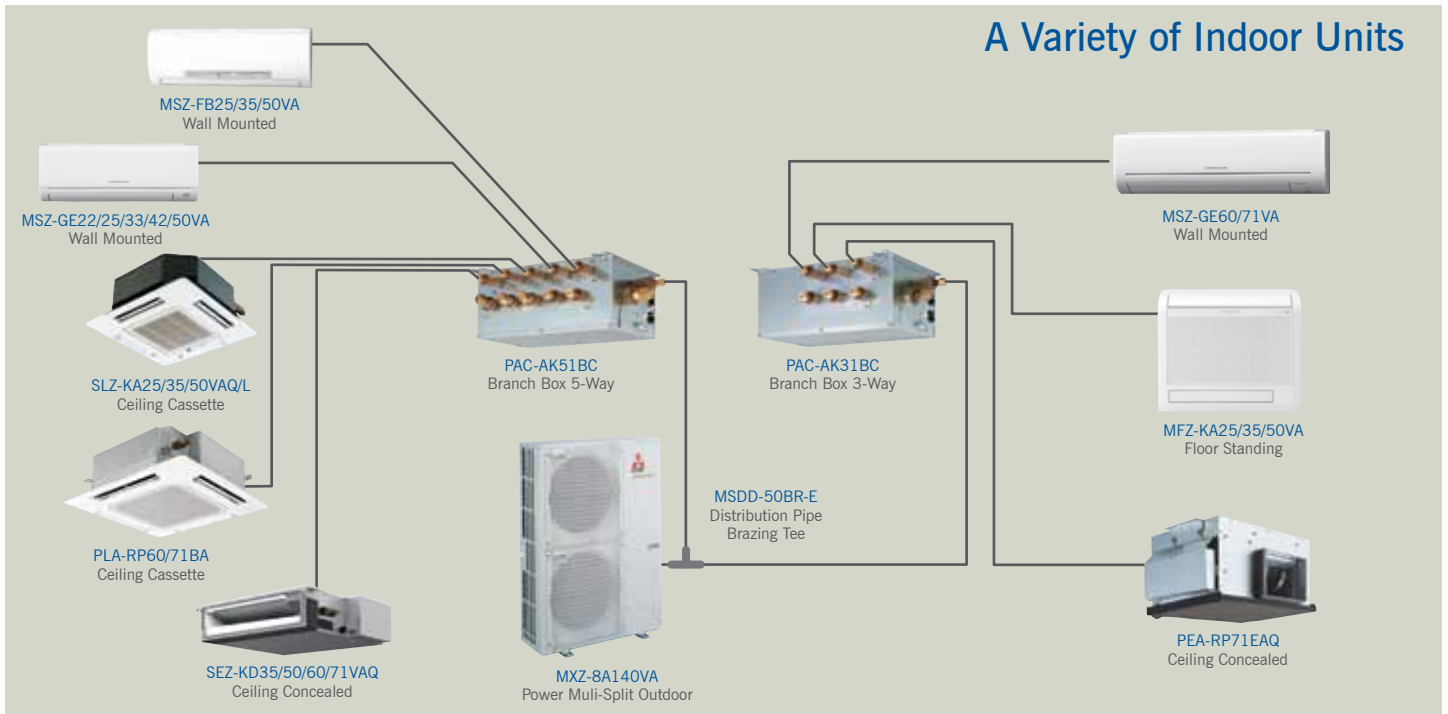 A Variety of Indoor Units
MSZ-FB25/35/50VA
Wall Mounted
MSZ-GE22/25/33/42/50VA
Wall Mounted
MSZ-GE60/71VA
Wall Mounted
SLZ-KA25/35/50VAQ/L
Ceiling Cassette
PAC-AK51BC
Branch Box 5-Way
PAC-AK31BC
Branch Box 3-Way
MFZ-KA25/35/50VA
Floor Standing
PLA-RP60/71BA
Ceiling Cassette
MSDD-50BR-E
Distribution Pipe
Brazing Tee
SEZ-KD35/50/60/71VAQ
Ceiling Concealed
MXZ-8A140VA
Power Muli-Split Outdoor
PEA-RP71EAQ
Ceiling Concealed